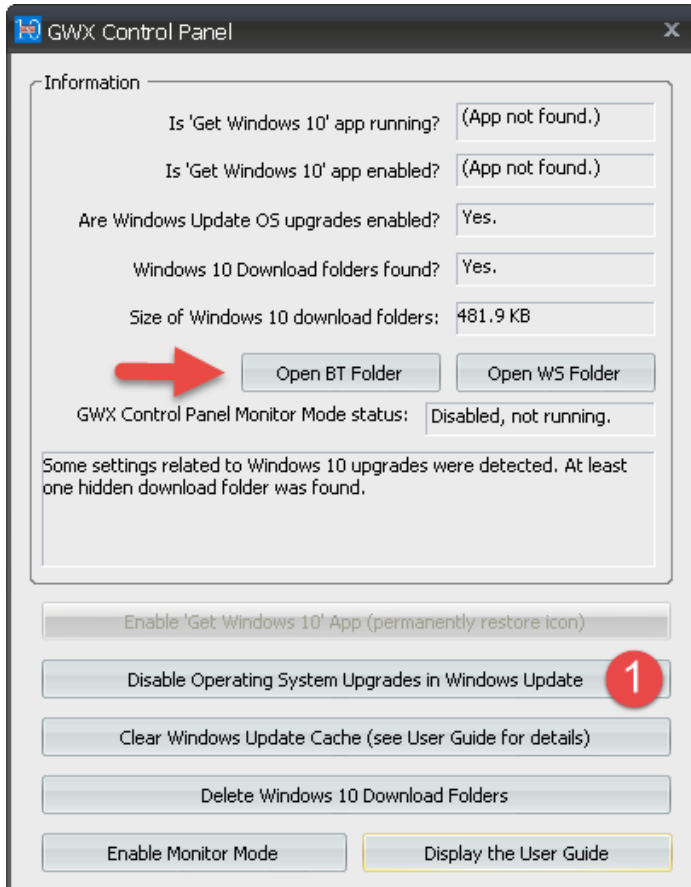 GWX Control Panel
x
Information
Is 'Get Windows 10' app running? (App not found.)
Is 'Get Windows 10' app enabled? (App not found.)
Are Windows Update OS upgrades enabled? Yes.
Windows 10 Download folders found? Yes.
Size of Windows 10 download folders: 481.9 KB
Open BT Folder Open WS Folder
GWX Control Panel Monitor Mode status: Disabled, not running.
Some settings related to Windows 10 upgrades were detected. At least
one hidden download folder was found.
Enable 'Get Windows 10' App (permanently restore icon)
Disable Operating System Upgrades in Windows Update 1
Clear Windows Update Cache (see User Guide for details)
Delete Windows 10 Download Folders
Enable Monitor Mode Display the User Guide